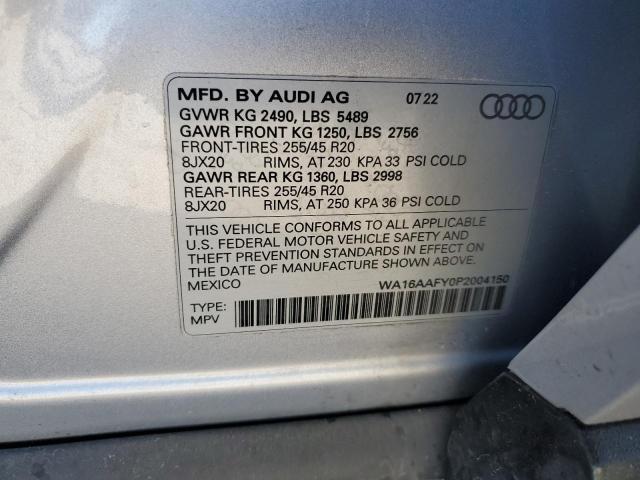 MFD. BY AUDI AG 07 22
GVWR KG 2490, LBS 5489
GAWR FRONT KG 1250, LBS 2756
FRONT-TIRES 255/45 R20
8JX20 RIMS, AT 230 KPA 33 PSI COLD
GAWR REAR KG 1360, LBS 2998
REAR-TIRES 255/45 R20
8JX20 RIMS, AT 250 KPA 36 PSI COLD
THIS VEHICLE CONFORMS TO ALL APPLICABLE
U.S. FEDERAL MOTOR VEHICLE SAFETY AND
THEFT PREVENTION STANDARDS IN EFFECT ON
THE DATE OF MANUFACTURE SHOWN ABOVE.
MEXICO WA16AAFY0P2004150
TYPE:
MPV